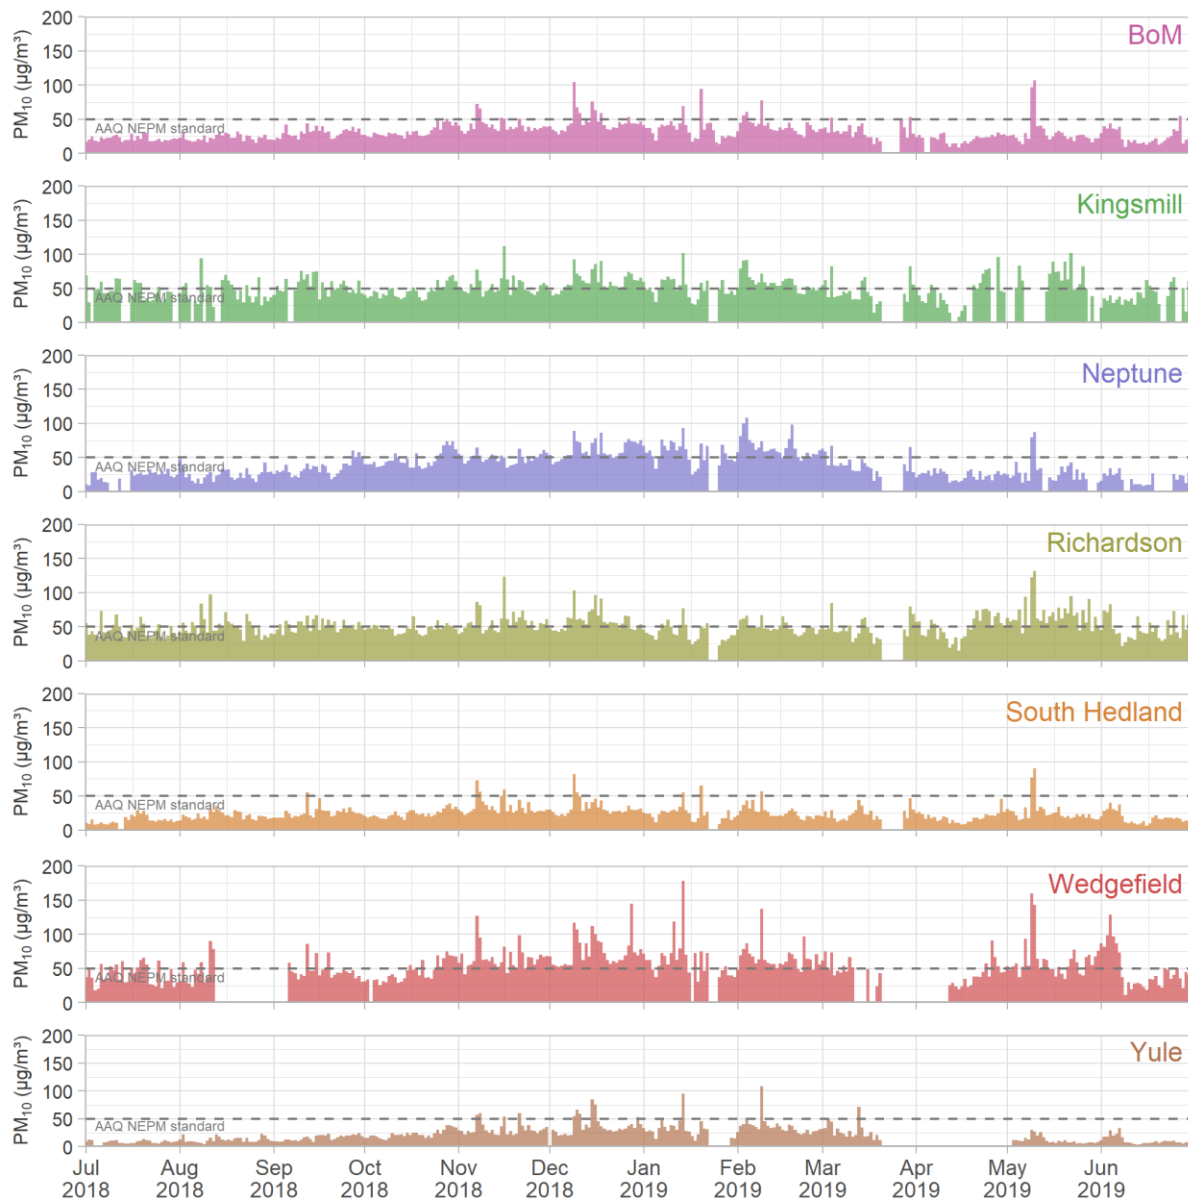 200
BoM
PM₁₀ (µg/m³)
150
100
50
AAQ NEPM standard
0
200
Kingsmill
PM₁₀ (µg/m³)
150
100
50
AAQ NEPM standard
0
200
Neptune
PM₁₀ (µg/m³)
150
100
50
AAQ NEPM standard
0
200
Richardson
PM₁₀ (µg/m³)
150
100
50
AAQ NEPM standard
0
200
South Hedland
PM₁₀ (µg/m³)
150
100
50
AAQ NEPM standard
0
200
Wedgefield
PM₁₀ (µg/m³)
150
100
50
AAQ NEPM standard
0
200
Yule
PM₁₀ (µg/m³)
150
100
50
AAQ NEPM standard
0
Jul Aug Sep Oct Nov Dec Jan Feb Mar Apr May Jun
2018 2018 2018 2018 2018 2018 2019 2019 2019 2019 2019 2019